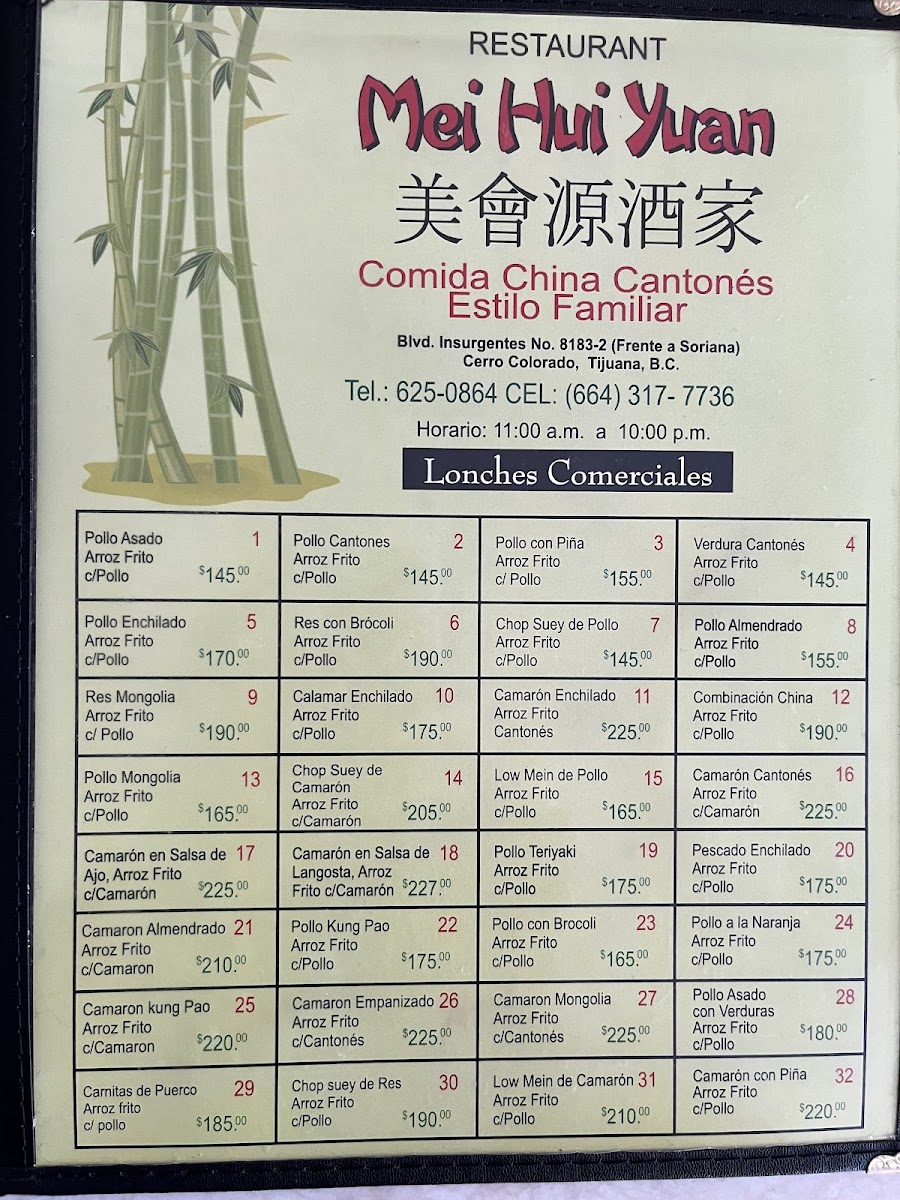 RESTAURANT
Mei Hui Yuan
美會源酒家
Comida China Cantonés
Estilo Familiar
Blvd. Insurgentes No. 8183-2 (Frente a Soriana)
Cerro Colorado, Tijuana, B.C.
Tel.: 625-0864 CEL: (664) 317- 7736
Horario: 11:00 a.m. a 10:00 p.m.
Lonches Comerciales
Pollo Asado 1
Arroz Frito
c/Pollo $145.00
Pollo Cantones 2
Arroz Frito
c/Pollo $145.00
Pollo con Piña 3
Arroz Frito
c/ Pollo $155.00
Verdura Cantonés 4
Arroz Frito
c/Pollo $145.00
Pollo Enchilado 5
Arroz Frito
c/Pollo $170.00
Res con Brócoli 6
Arroz Frito
c/Pollo $190.00
Chop Suey de Pollo 7
Arroz Frito
c/Pollo $145.00
Pollo Almendrado 8
Arroz Frito
c/Pollo $155.00
Res Mongolia 9
Arroz Frito
c/ Pollo $190.00
Calamar Enchilado 10
Arroz Frito
c/Pollo $175.00
Camarón Enchilado 11
Arroz Frito
Cantonés $225.00
Combinación China 12
Arroz Frito
c/Pollo $190.00
Pollo Mongolia 13
Arroz Frito
c/Pollo $165.00
Chop Suey de 14
Camarón
Arroz Frito
c/Camarón $205.00
Low Mein de Pollo 15
Arroz Frito
c/Pollo $165.00
Camarón Cantonés 16
Arroz Frito
c/Camarón $225.00
Camarón en Salsa de 17
Ajo, Arroz Frito
c/Camarón $225.00
Camarón en Salsa de 18
Langosta, Arroz
Frito c/Camarón $227.00
Pollo Teriyaki 19
Arroz Frito
c/Pollo $175.00
Pescado Enchilado 20
Arroz Frito
c/Pollo $175.00
Camaron Almendrado 21
Arroz Frito
c/Camaron $210.00
Pollo Kung Pao 22
Arroz Frito
c/Pollo $175.00
Pollo con Brocoli 23
Arroz Frito
c/Pollo $165.00
Pollo a la Naranja 24
Arroz Frito
c/Pollo $175.00
Camaron kung Pao 25
Arroz Frito
c/Camaron $220.00
Camaron Empanizado 26
Arroz Frito
c/Cantonés $225.00
Camaron Mongolia 27
Arroz Frito
c/Cantonés $225.00
Pollo Asado 28
con Verduras
Arroz Frito
c/Pollo $180.00
Carnitas de Puerco 29
Arroz frito
c/ pollo $185.00
Chop suey de Res 30
Arroz Frito
c/Pollo $190.00
Low Mein de Camarón 31
Arroz Frito
c/Pollo $210.00
Camarón con Piña 32
Arroz Frito
c/Pollo $220.00